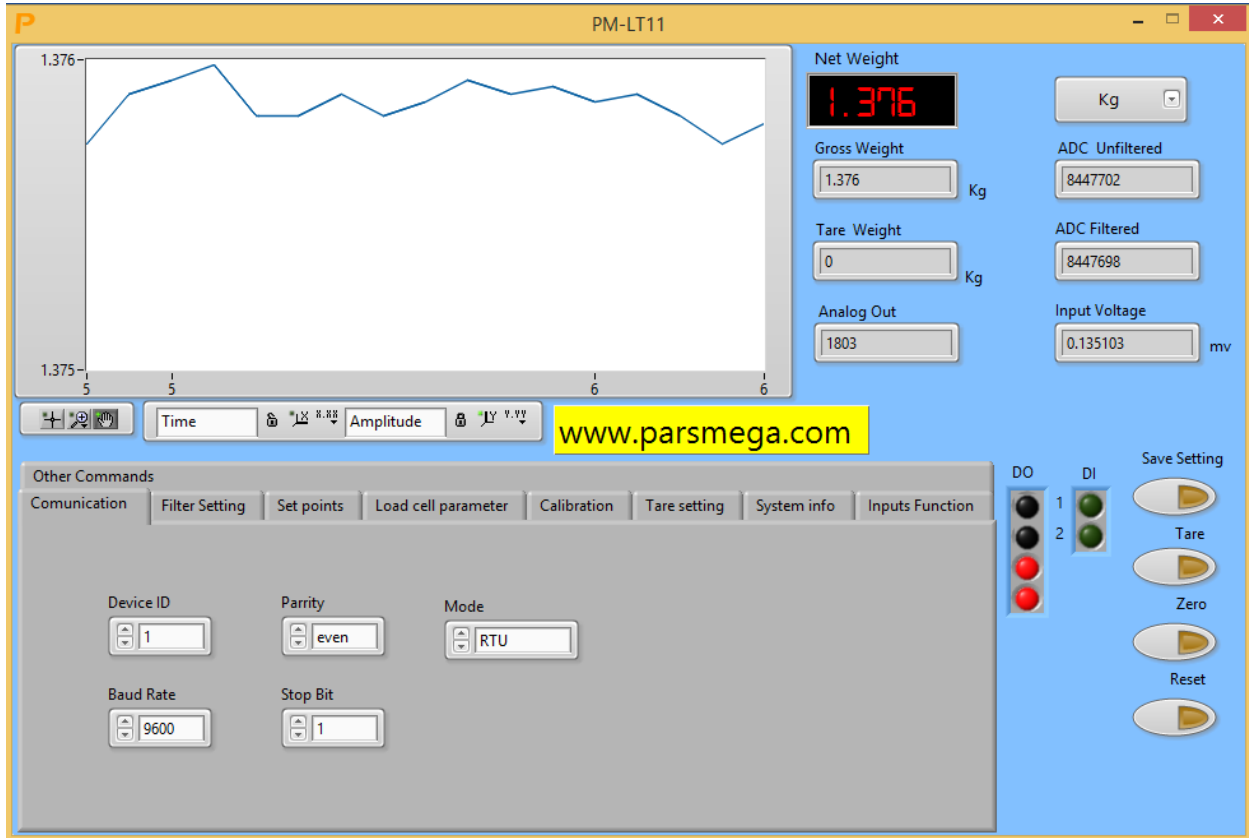 P
PM-LT11
1.376
1.375
5 5 6 6
Net Weight
1.376
Kg
Gross Weight
1.376 Kg
ADC Unfiltered
8447702
Tare Weight
0 Kg
ADC Filtered
8447698
Analog Out
1803
Input Voltage
0.135103 mv
Time X.XX Amplitude Y.YY
www.parsmega.com
Other Commands
Comunication Filter Setting Set points Load cell parameter Calibration Tare setting System info Inputs Function
Device ID
1
Parrity
even
Mode
RTU
Baud Rate
9600
Stop Bit
1
DO DI
1
2
Save Setting
Tare
Zero
Reset